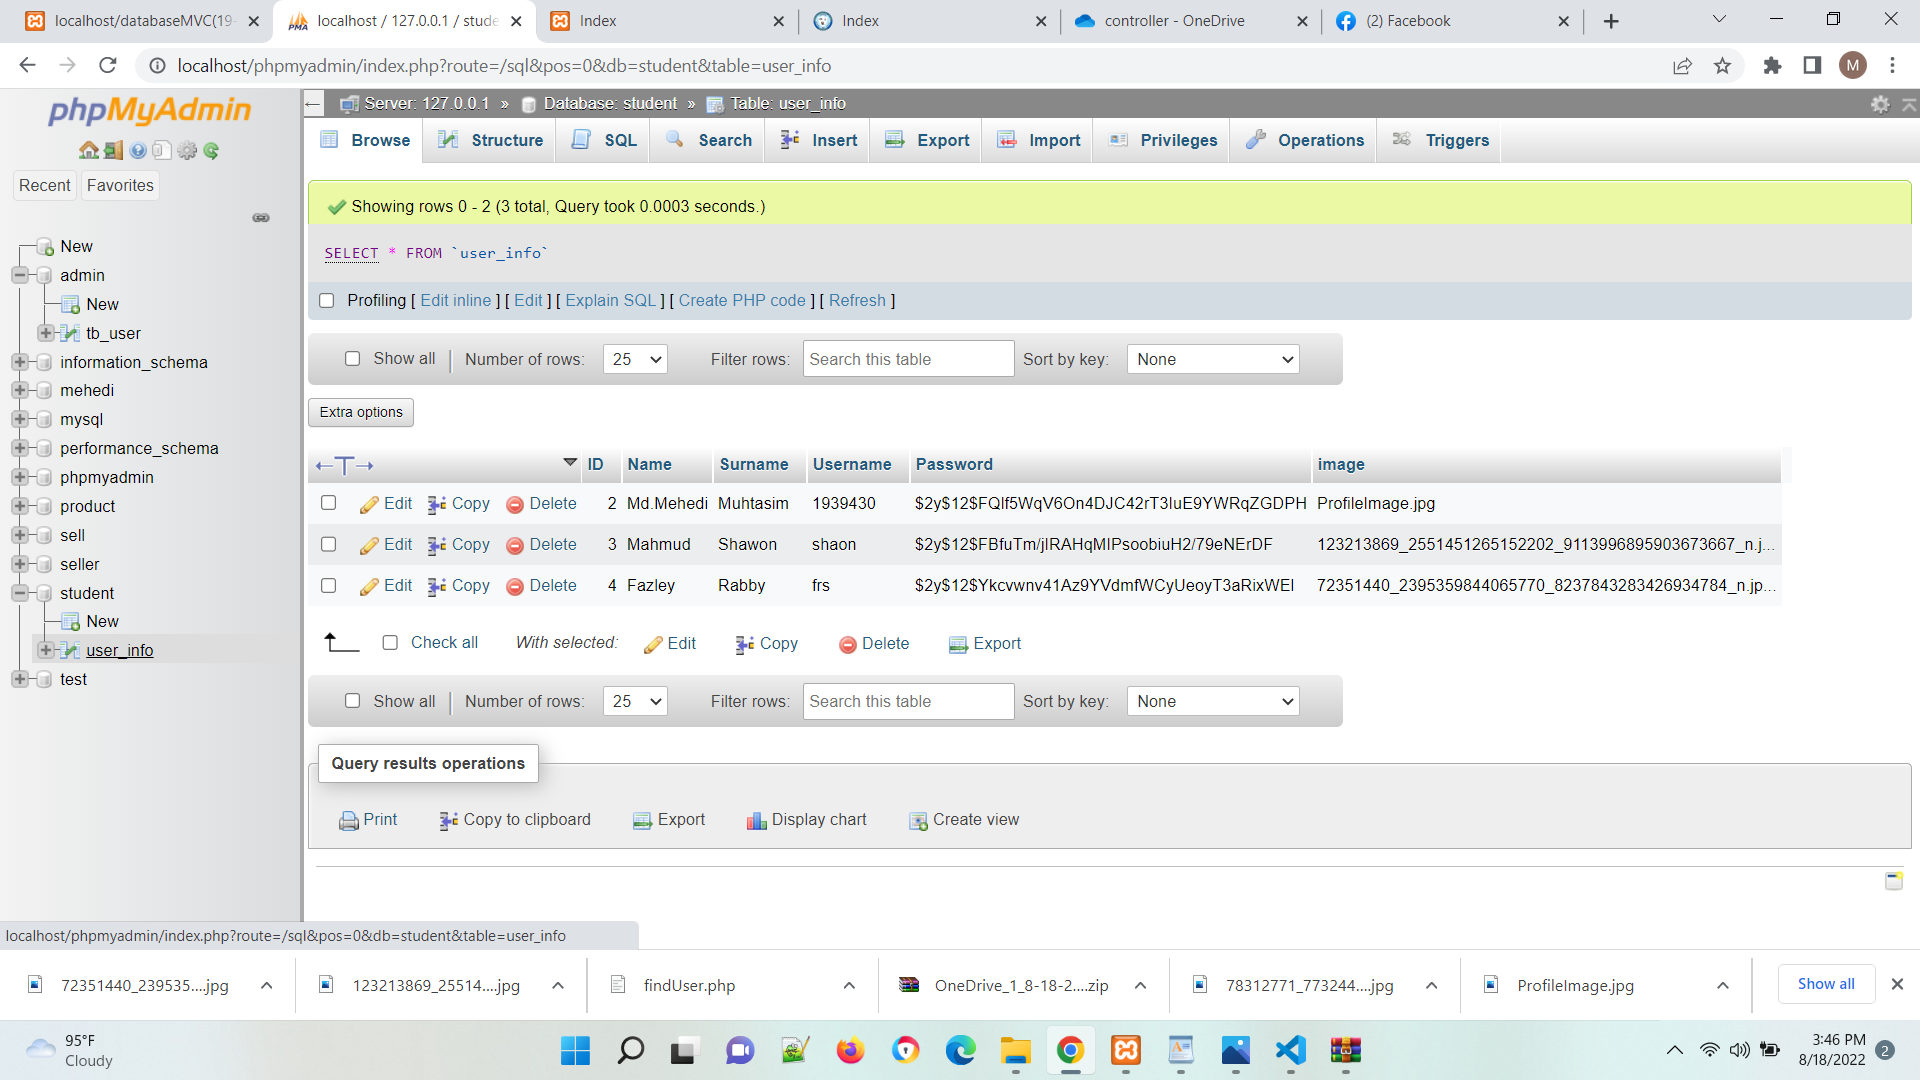 localhost/databaseMVC(19-
localhost / 127.0.0.1 / stude
Index
Index
controller - OneDrive
(2) Facebook
localhost/phpmyadmin/index.php?route=/sql&pos=0&db=student&table=user_info
M
phpMyAdmin
Recent
Favorites
New
admin
New
tb_user
information_schema
mehedi
mysql
performance_schema
phpmyadmin
product
sell
seller
student
New
user_info
test
Server: 127.0.0.1 » Database: student » Table: user_info
Browse
Structure
SQL
Search
Insert
Export
Import
Privileges
Operations
Triggers
Showing rows 0 - 2 (3 total, Query took 0.0003 seconds.)
SELECT * FROM `user_info`
Profiling [ Edit inline ] [ Edit ] [ Explain SQL ] [ Create PHP code ] [ Refresh ]
Show all | Number of rows: 25 Filter rows: Search this table Sort by key: None
Extra options
ID Name Surname Username Password image
Edit Copy Delete 2 Md.Mehedi Muhtasim 1939430 $2y$12$FQlf5WqV6On4DJC42rT3luE9YWRqZGDPH ProfileImage.jpg
Edit Copy Delete 3 Mahmud Shawon shaon $2y$12$FBfuTm/jIRAHqMIPsoobiuH2/79eNErDF 123213869_2551451265152202_9113996895903673667_n.j...
Edit Copy Delete 4 Fazley Rabby frs $2y$12$Ykcvwnv41Az9YVdmfWCyUeoyT3aRixWEl 72351440_2395359844065770_8237843283426934784_n.jp...
Check all With selected: Edit Copy Delete Export
Show all | Number of rows: 25 Filter rows: Search this table Sort by key: None
Query results operations
Print
Copy to clipboard
Export
Display chart
Create view
localhost/phpmyadmin/index.php?route=/sql&pos=0&db=student&table=user_info
72351440_239535....jpg
123213869_25514....jpg
findUser.php
OneDrive_1_8-18-2....zip
78312771_773244....jpg
ProfileImage.jpg
Show all
95°F
Cloudy
3:46 PM
8/18/2022
2